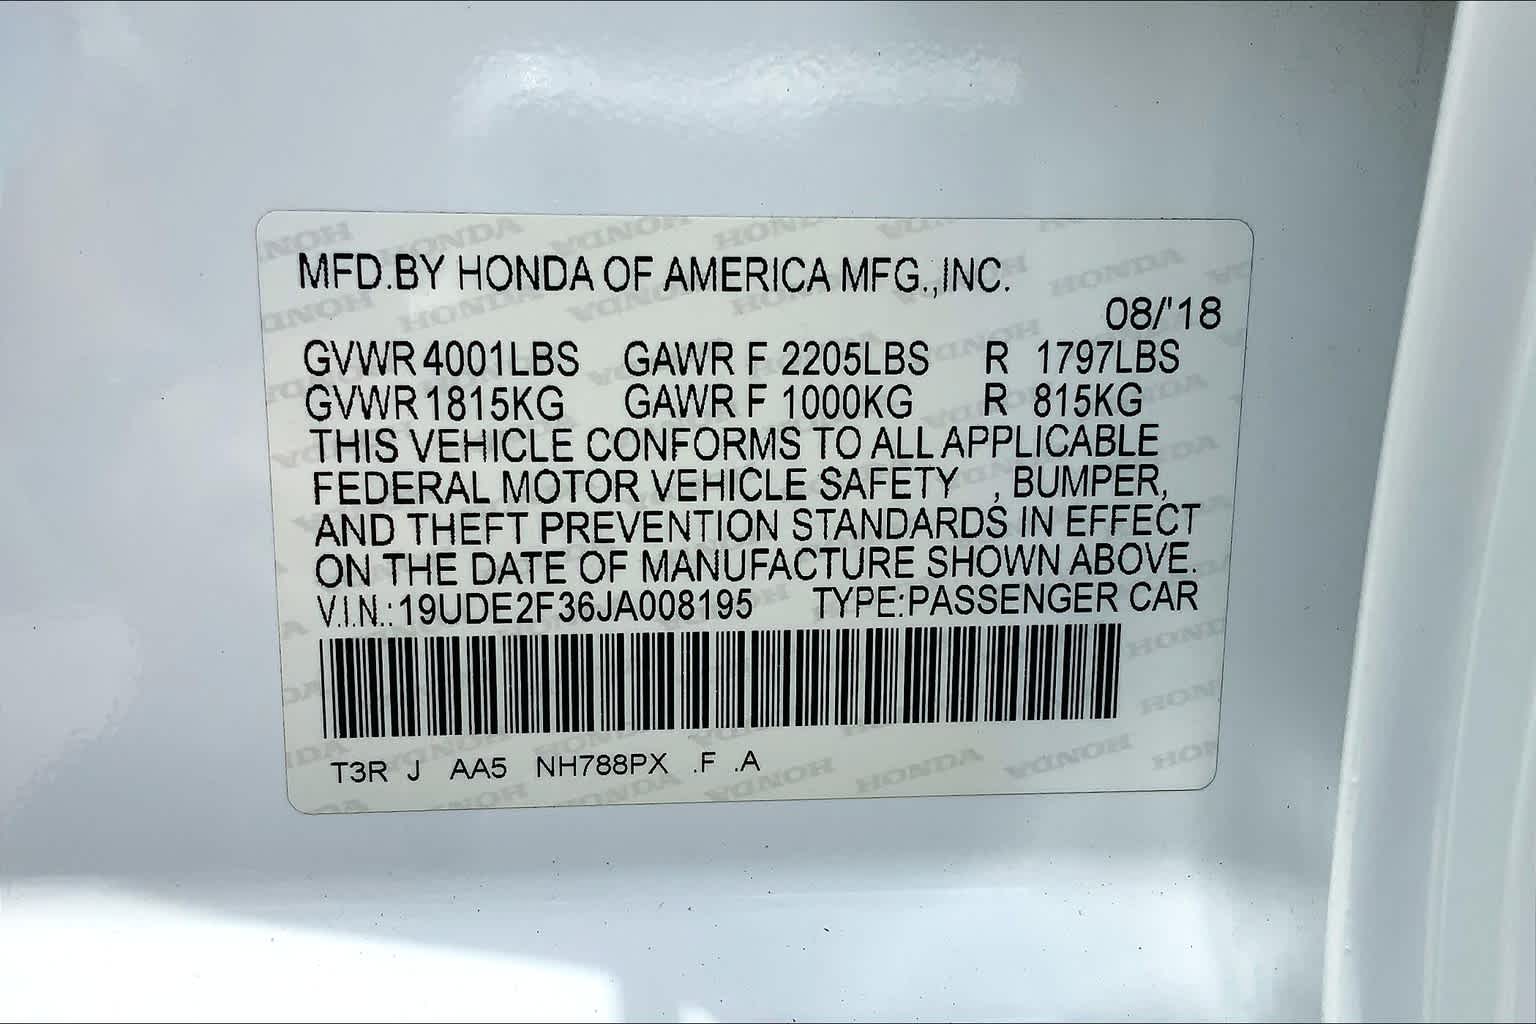 MFD.BY HONDA OF AMERICA MFG.,INC.
08/'18
GVWR 4001LBS GAWR F 2205LBS R 1797LBS
GVWR 1815KG GAWR F 1000KG R 815KG
THIS VEHICLE CONFORMS TO ALL APPLICABLE
FEDERAL MOTOR VEHICLE SAFETY , BUMPER,
AND THEFT PREVENTION STANDARDS IN EFFECT
ON THE DATE OF MANUFACTURE SHOWN ABOVE.
V.I.N.:19UDE2F36JA008195 TYPE:PASSENGER CAR
T3R J AA5 NH788PX .F .A